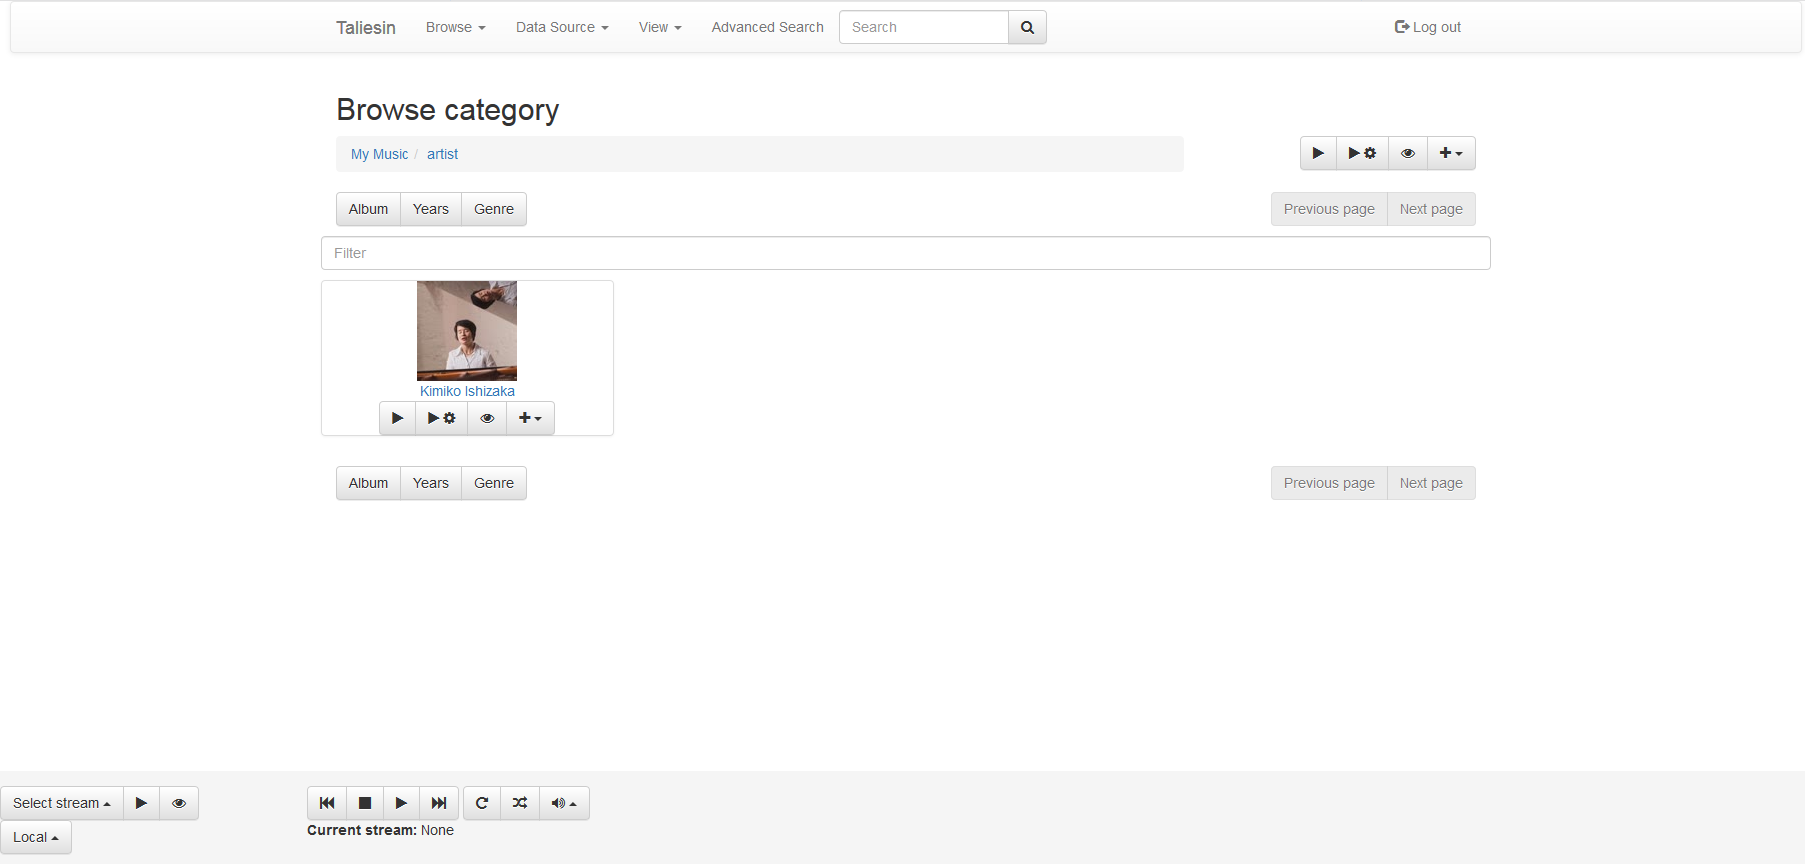 Taliesin Browse Data Source View Advanced Search Search Log out
Browse category
My Music / artist
Album Years Genre Previous page Next page
Filter
Kimiko Ishizaka
Album Years Genre Previous page Next page
Select stream
Local
Current stream: None